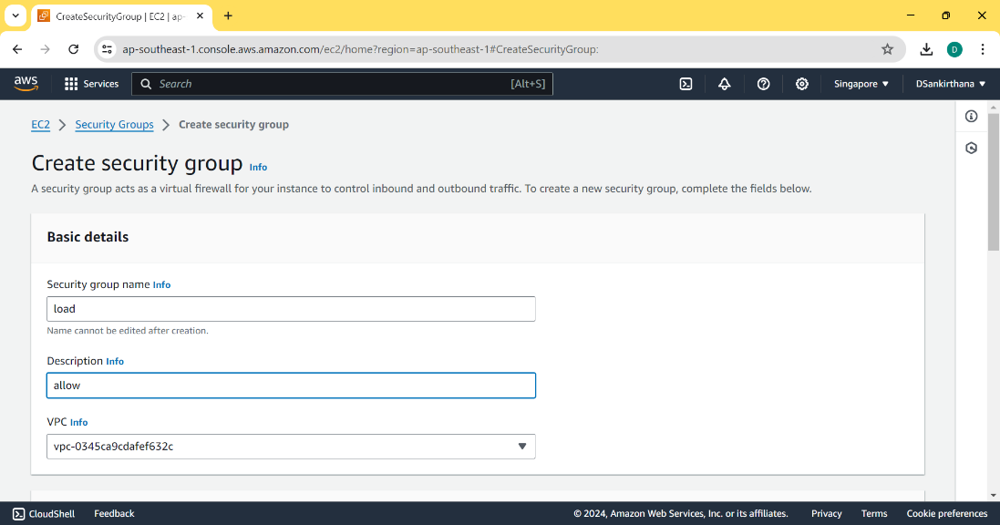 CreateSecurityGroup | EC2 | ap-
ap-southeast-1.console.aws.amazon.com/ec2/home?region=ap-southeast-1#CreateSecurityGroup:
D
aws Services Search [Alt+S] Singapore DSankirthana
EC2 Security Groups Create security group
Create security group Info
A security group acts as a virtual firewall for your instance to control inbound and outbound traffic. To create a new security group, complete the fields below.
Basic details
Security group name Info
load
Name cannot be edited after creation.
Description Info
allow
VPC Info
vpc-0345ca9cdafef632c
CloudShell Feedback © 2024, Amazon Web Services, Inc. or its affiliates. Privacy Terms Cookie preferences